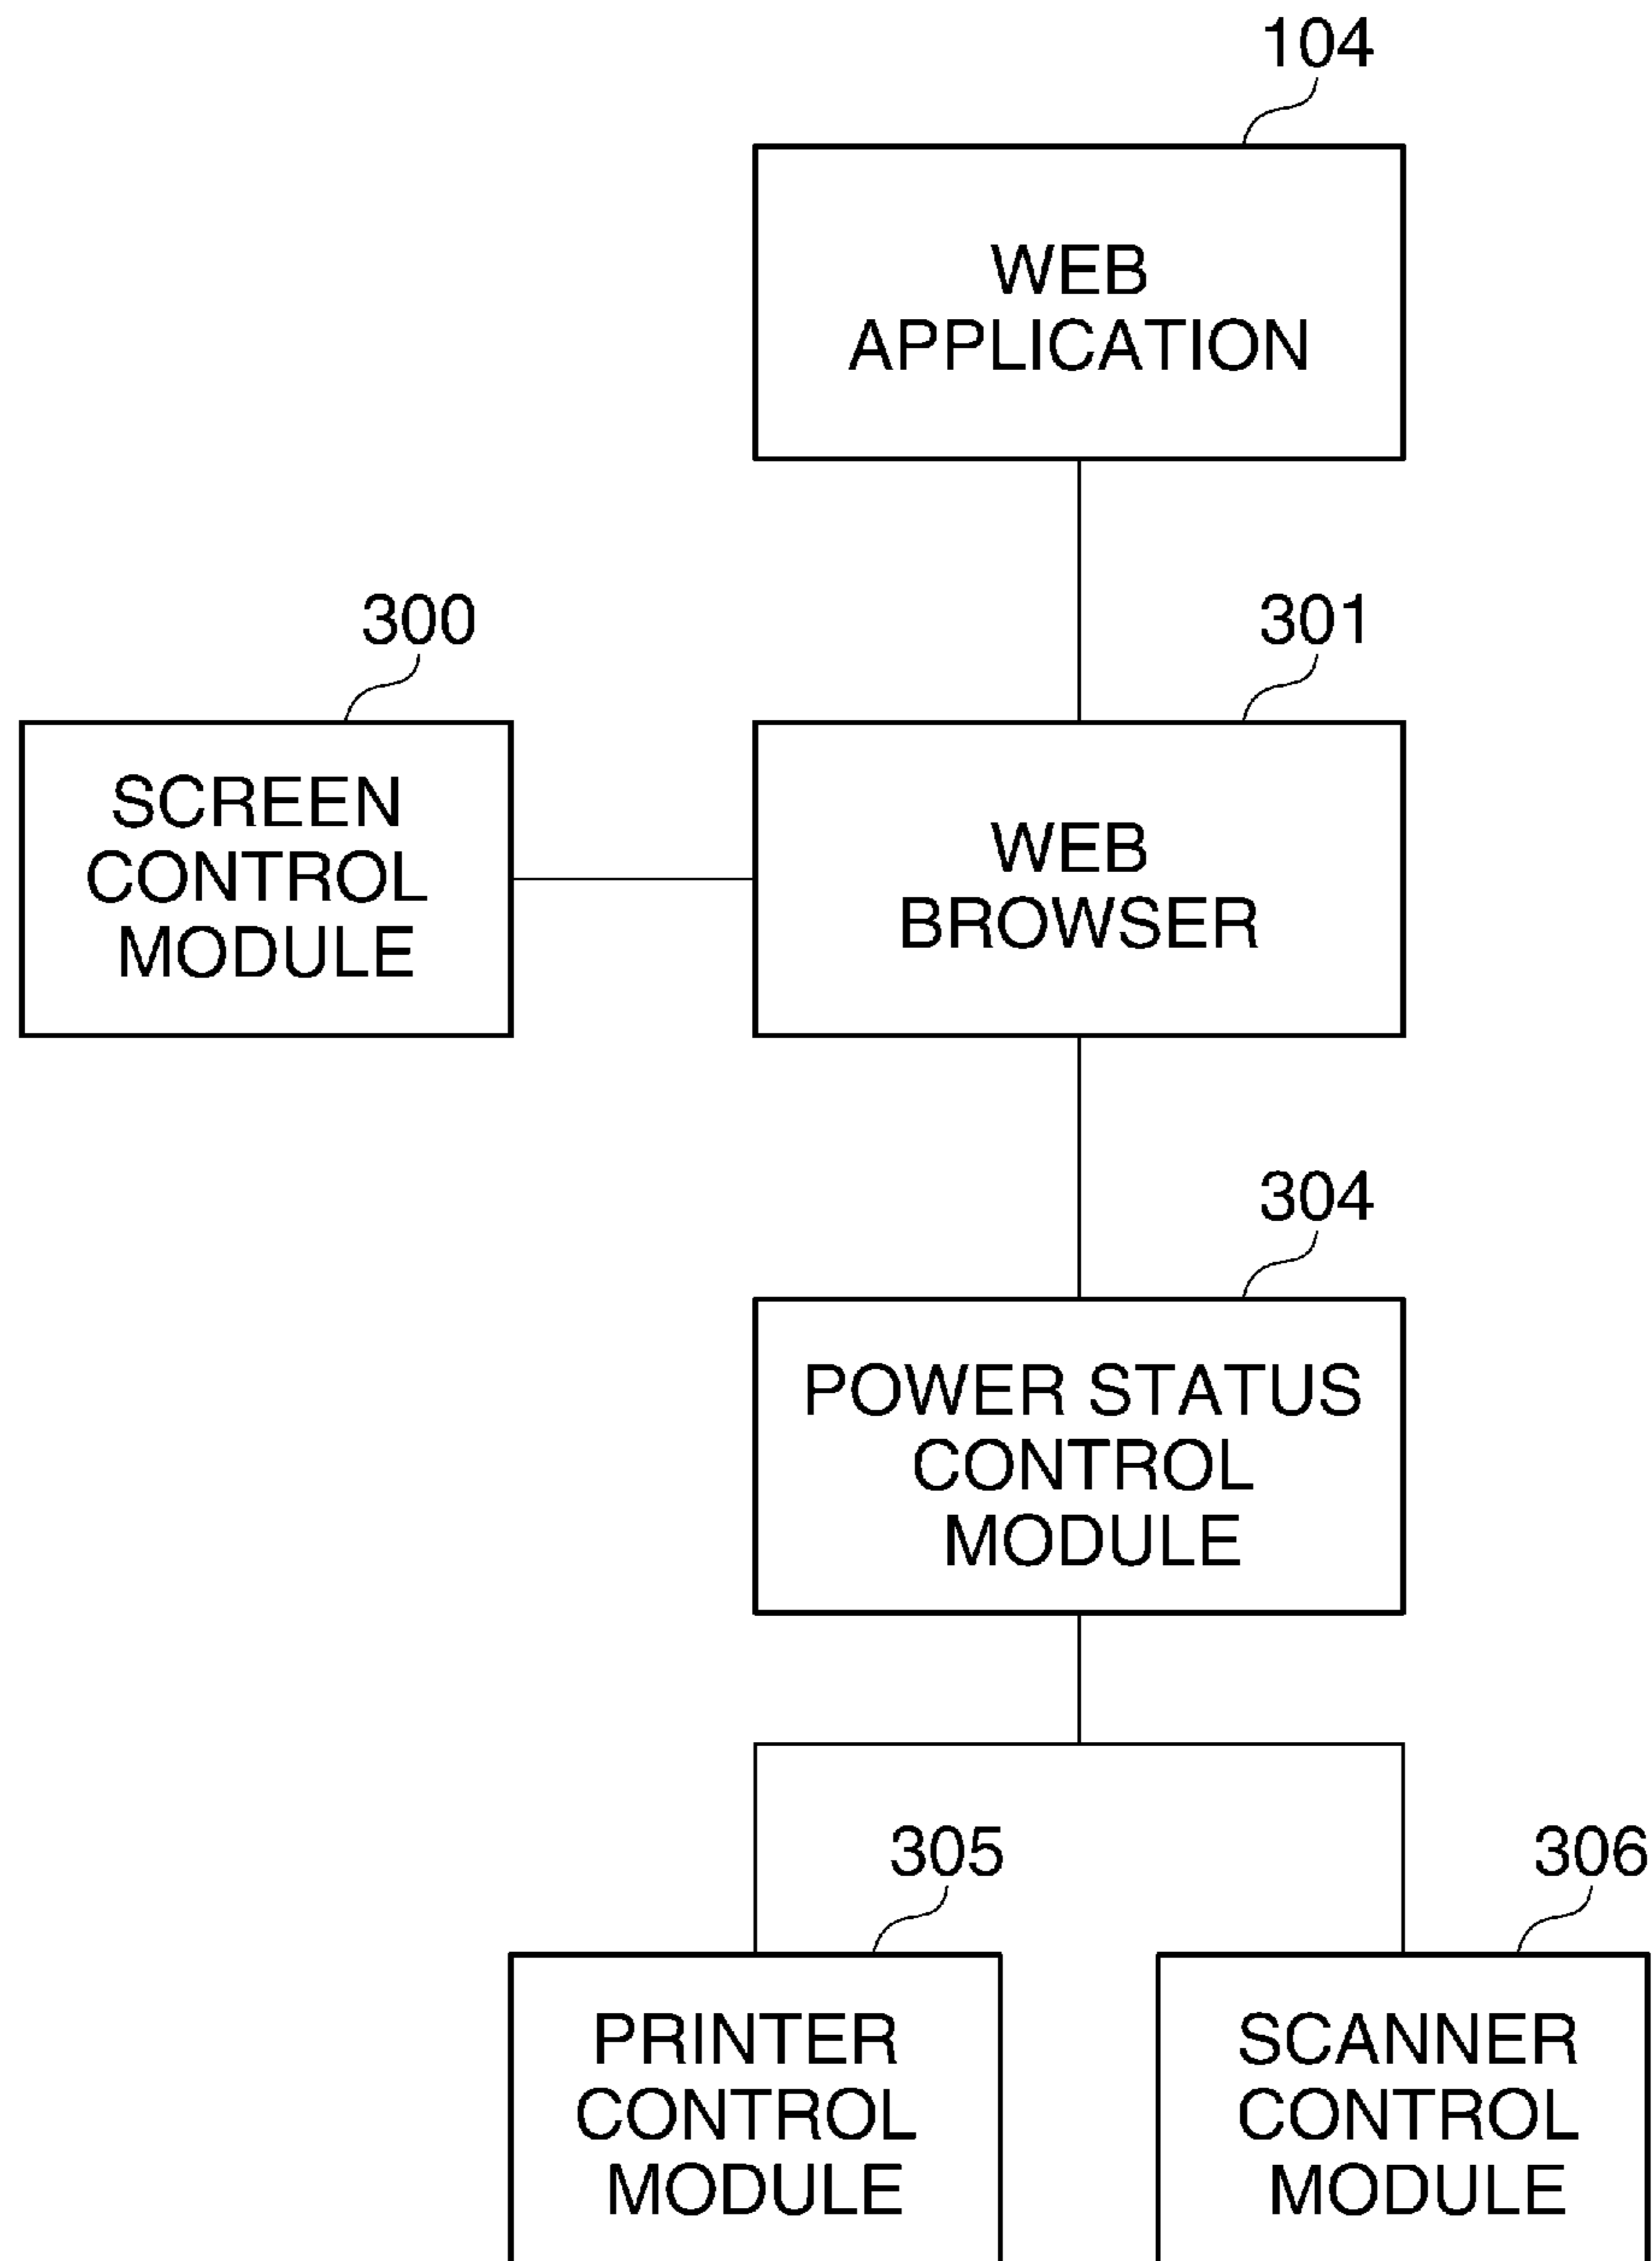 104
WEB
APPLICATION
300
301
SCREEN
CONTROL
MODULE
WEB
BROWSER
304
POWER STATUS
CONTROL
MODULE
305
306
PRINTER
CONTROL
MODULE
SCANNER
CONTROL
MODULE